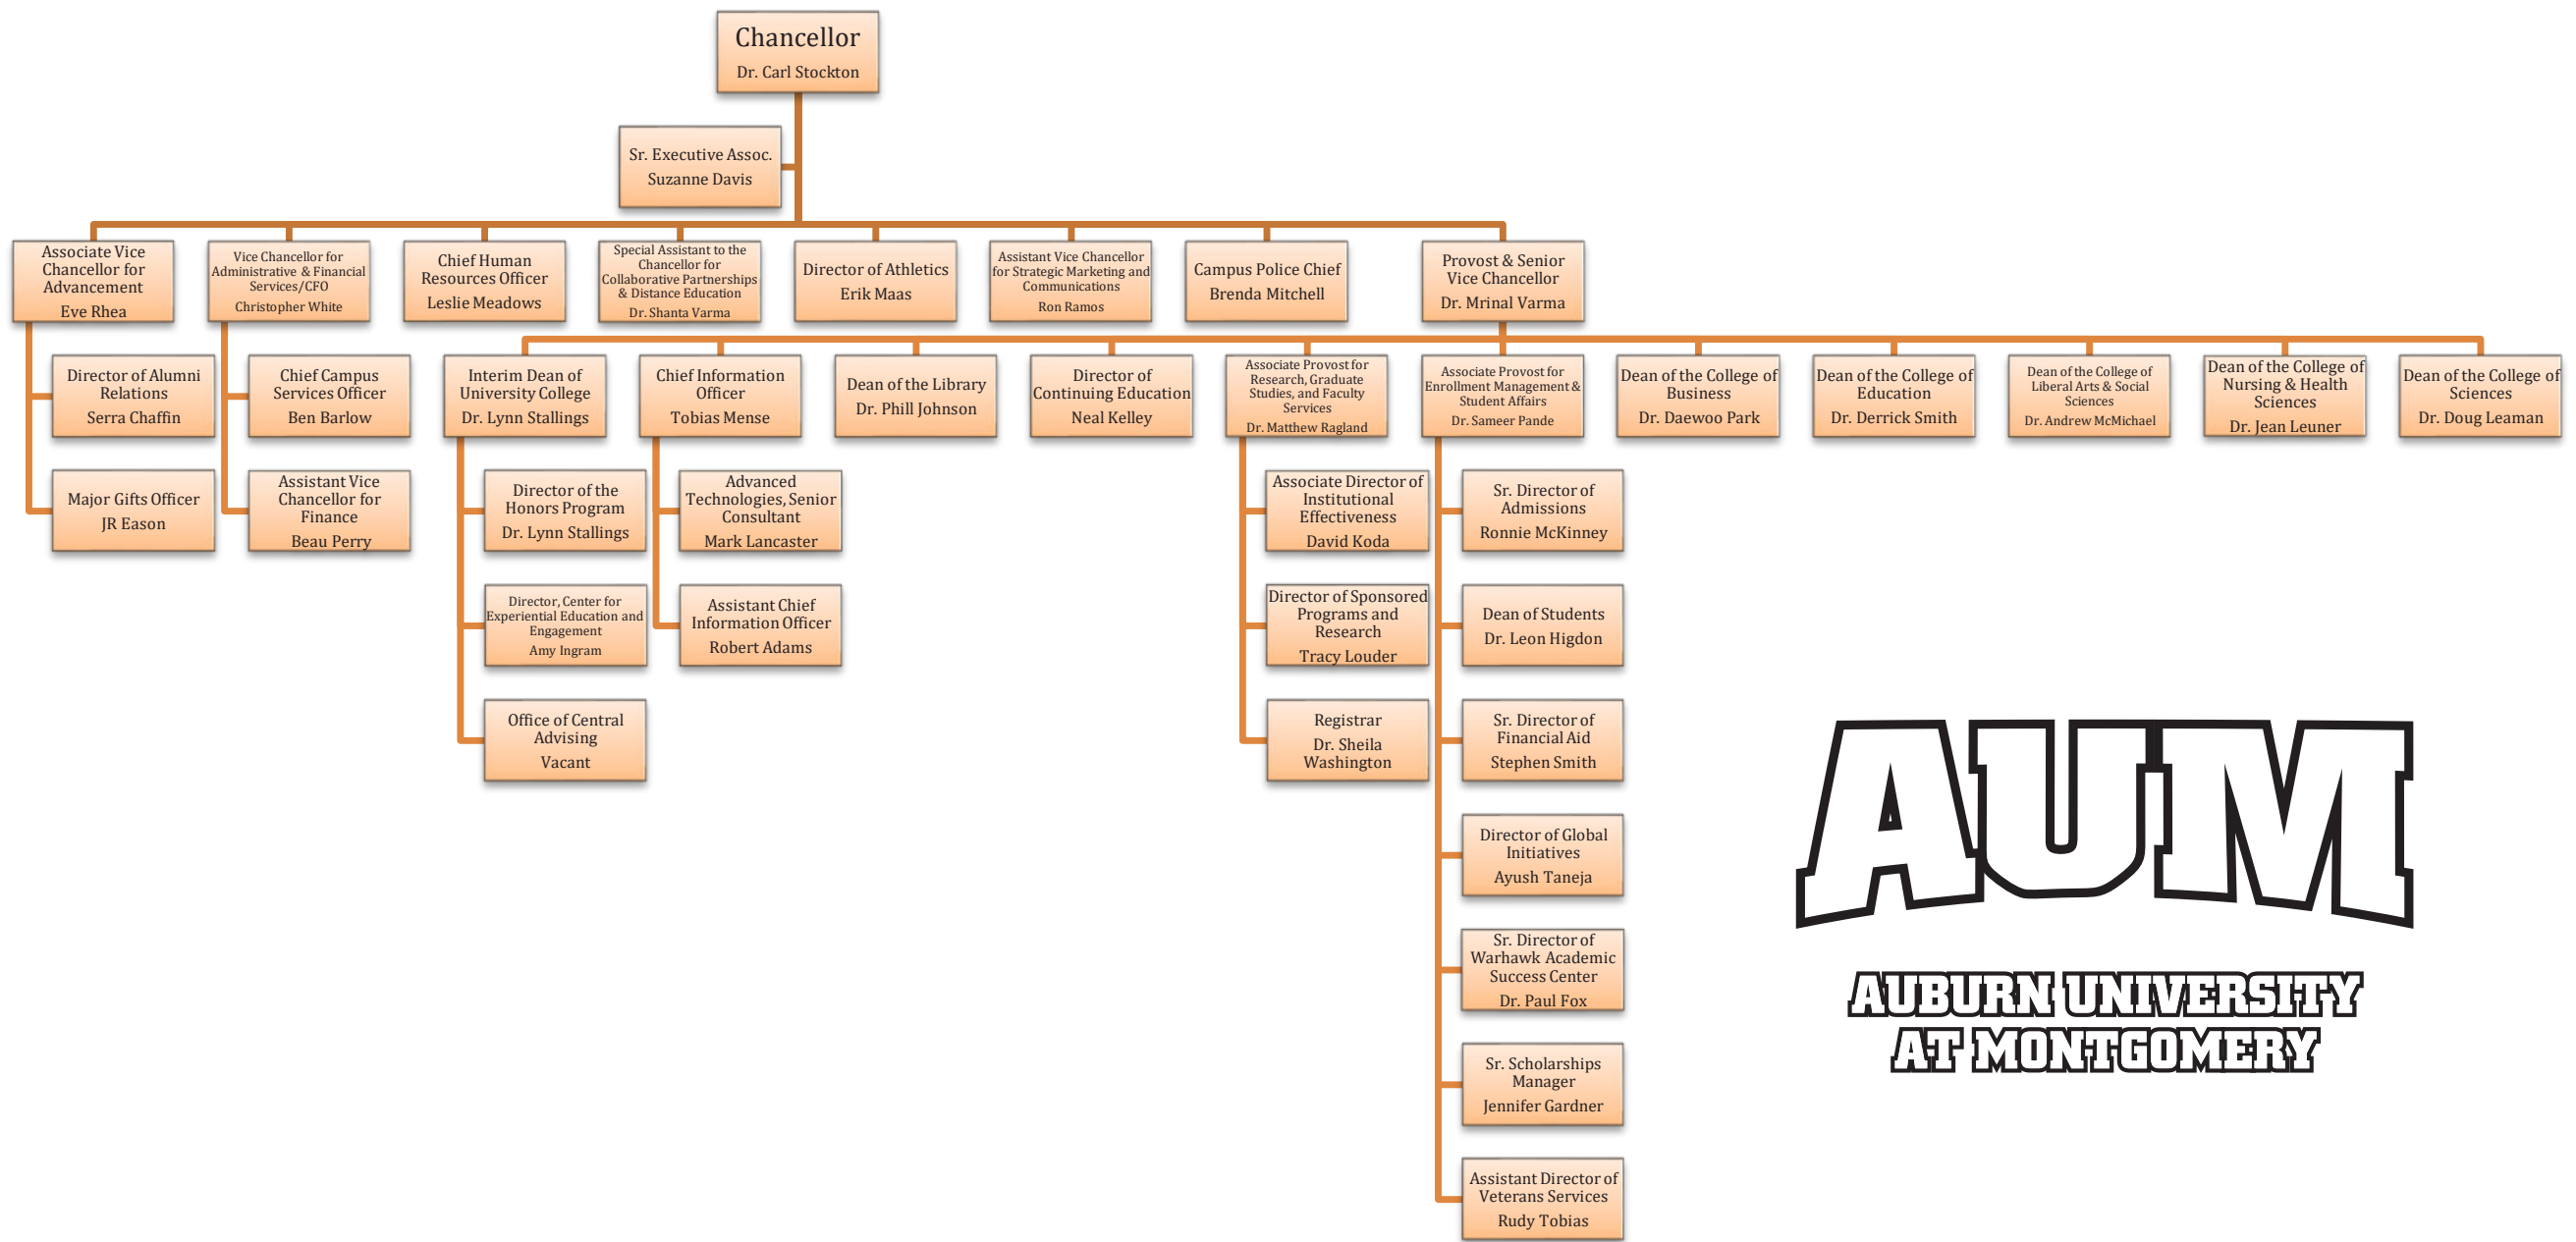 Chancellor
Dr. Carl Stockton
Sr. Executive Assoc.
Suzanne Davis
Associate Vice
Chancellor for
Advancement
Eve Rhea
Vice Chancellor for
Administrative & Financial
Services/CFO
Christopher White
Chief Human
Resources Officer
Leslie Meadows
Special Assistant to the
Chancellor for
Collaborative Partnerships
& Distance Education
Dr. Shanta Varma
Director of Athletics
Erik Maas
Assistant Vice Chancellor
for Strategic Marketing and
Communications
Ron Ramos
Campus Police Chief
Brenda Mitchell
Provost & Senior
Vice Chancellor
Dr. Mrinal Varma
Director of Alumni
Relations
Serra Chaffin
Chief Campus
Services Officer
Ben Barlow
Interim Dean of
University College
Dr. Lynn Stallings
Chief Information
Officer
Tobias Mense
Dean of the Library
Dr. Phill Johnson
Director of
Continuing Education
Neal Kelley
Associate Provost for
Research, Graduate
Studies, and Faculty
Services
Dr. Matthew Ragland
Associate Provost for
Enrollment Management &
Student Affairs
Dr. Sameer Pande
Dean of the College of
Business
Dr. Daewoo Park
Dean of the College of
Education
Dr. Derrick Smith
Dean of the College of
Liberal Arts & Social
Sciences
Dr. Andrew McMichael
Dean of the College of
Nursing & Health
Sciences
Dr. Jean Leuner
Dean of the College of
Sciences
Dr. Doug Leaman
Major Gifts Officer
JR Eason
Assistant Vice
Chancellor for
Finance
Beau Perry
Director of the
Honors Program
Dr. Lynn Stallings
Advanced
Technologies, Senior
Consultant
Mark Lancaster
Associate Director of
Institutional
Effectiveness
David Koda
Sr. Director of
Admissions
Ronnie McKinney
Director, Center for
Experiential Education and
Engagement
Amy Ingram
Assistant Chief
Information Officer
Robert Adams
Director of Sponsored
Programs and
Research
Tracy Louder
Dean of Students
Dr. Leon Higdon
Office of Central
Advising
Vacant
Registrar
Dr. Sheila
Washington
Sr. Director of
Financial Aid
Stephen Smith
Director of Global
Initiatives
Ayush Taneja
Sr. Director of
Warhawk Academic
Success Center
Dr. Paul Fox
Sr. Scholarships
Manager
Jennifer Gardner
Assistant Director of
Veterans Services
Rudy Tobias
AUM
AUBURN UNIVERSITY
AT MONTGOMERY